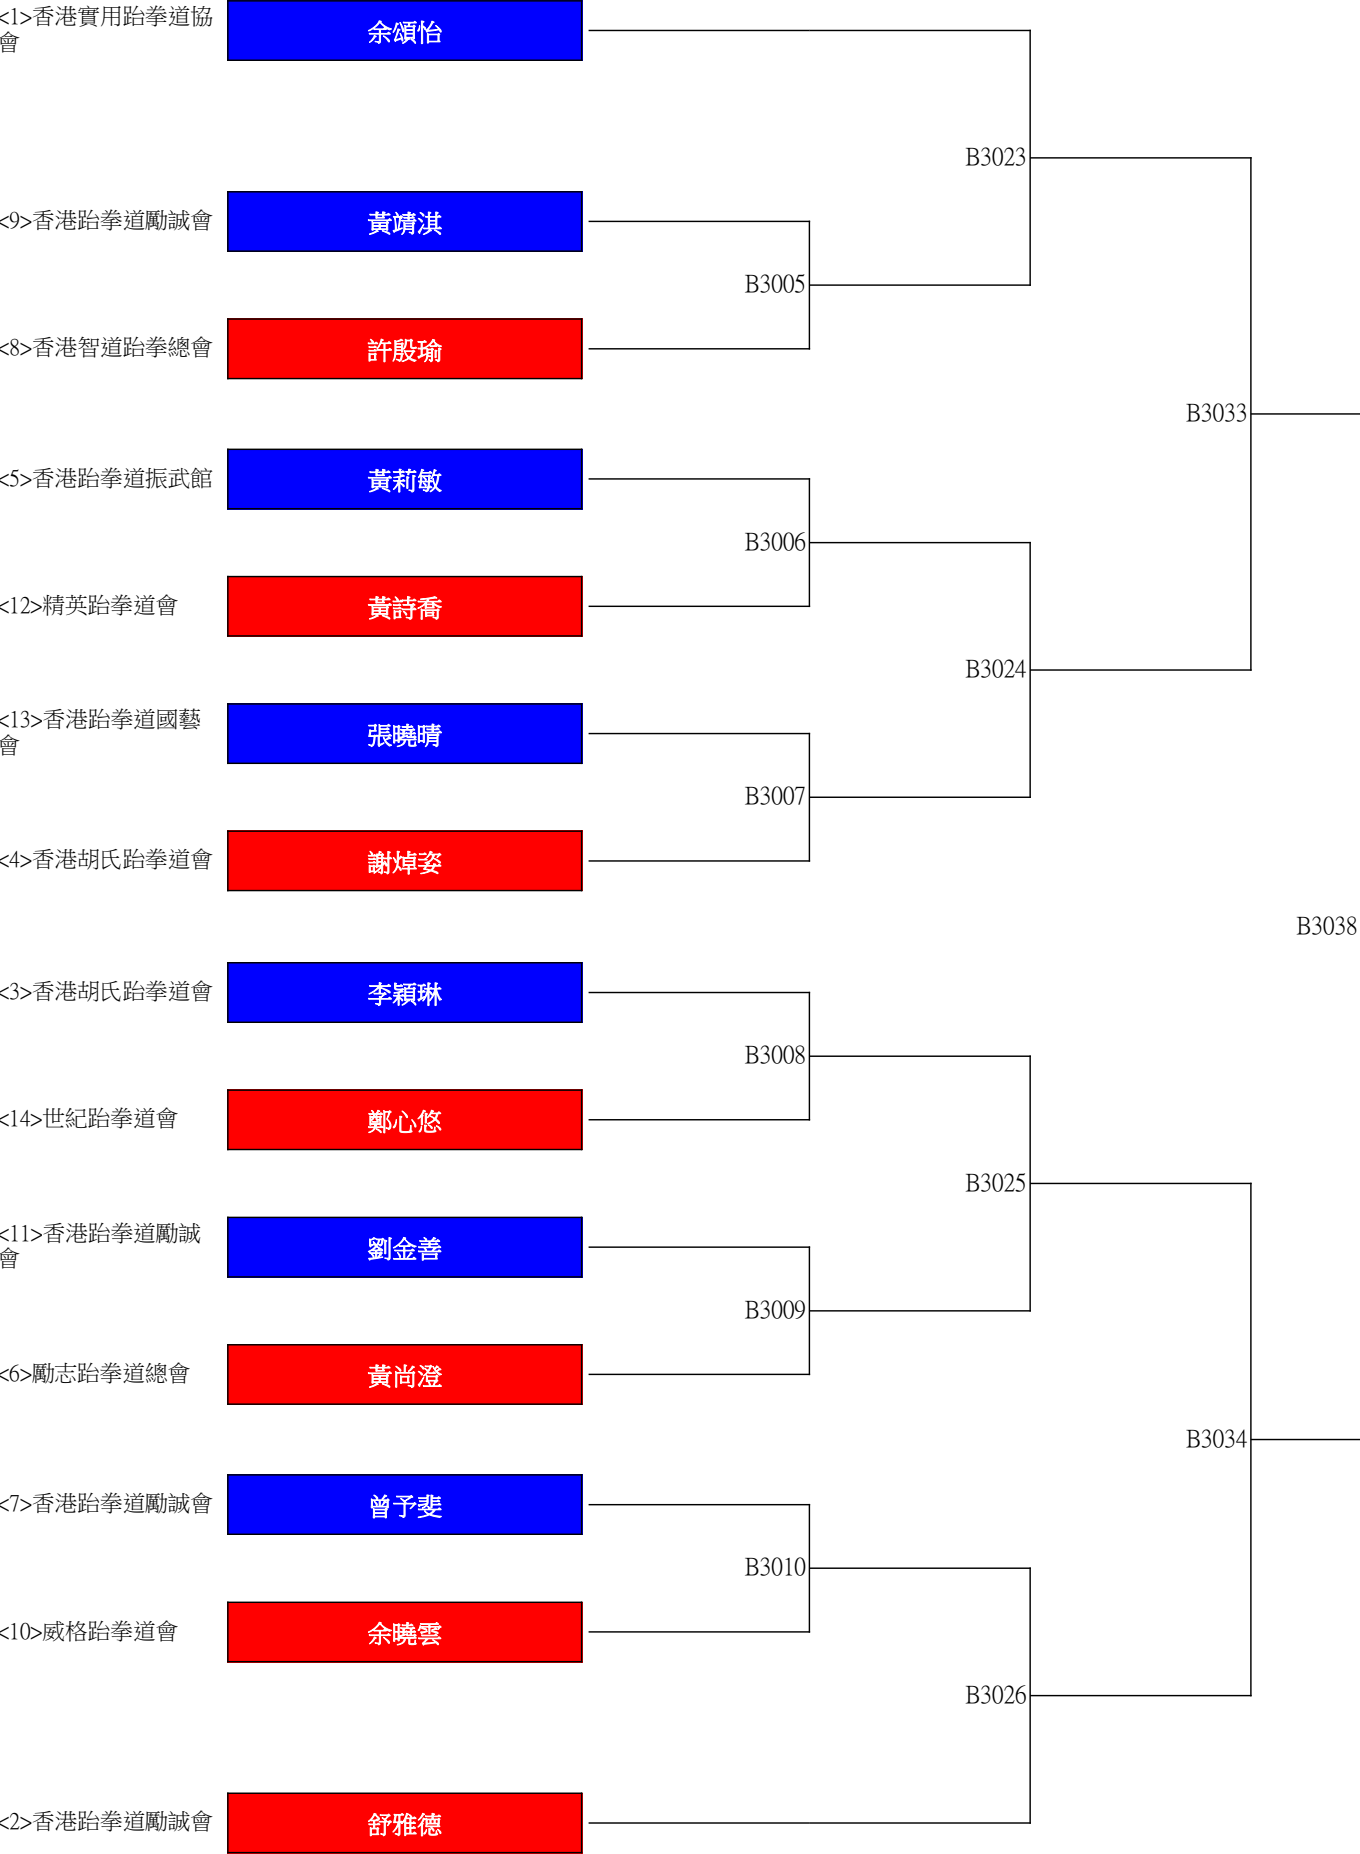 <1>香港實用跆拳道協
會
余頌怡
B3023
<9>香港跆拳道勵誠會
黃靖淇
B3005
<8>香港智道跆拳總會
許殷瑜
B3033
<5>香港跆拳道振武館
黃莉敏
B3006
<12>精英跆拳道會
黃詩喬
B3024
<13>香港跆拳道國藝
會
張曉晴
B3007
<4>香港胡氏跆拳道會
謝焯姿
B3038
<3>香港胡氏跆拳道會
李穎琳
B3008
<14>世紀跆拳道會
鄭心悠
B3025
<11>香港跆拳道勵誠
會
劉金善
B3009
<6>勵志跆拳道總會
黃尚澄
B3034
<7>香港跆拳道勵誠會
曾予斐
B3010
<10>威格跆拳道會
余曉雲
B3026
<2>香港跆拳道勵誠會
舒雅德